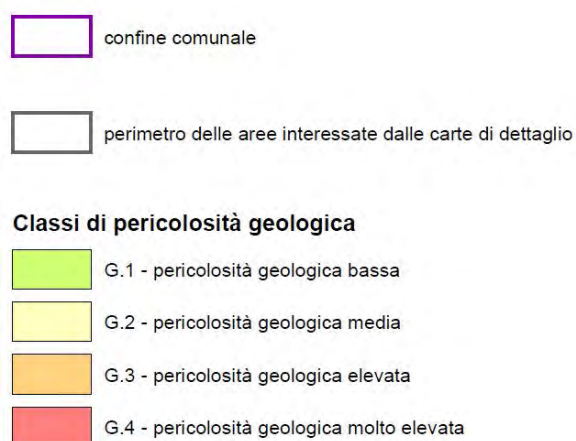 confine comunale
perimetro delle aree interessate dalle carte di dettaglio
Classi di pericolosità geologica
G.1 - pericolosità geologica bassa
G.2 - pericolosità geologica media
G.3 - pericolosità geologica elevata
G.4 - pericolosità geologica molto elevata